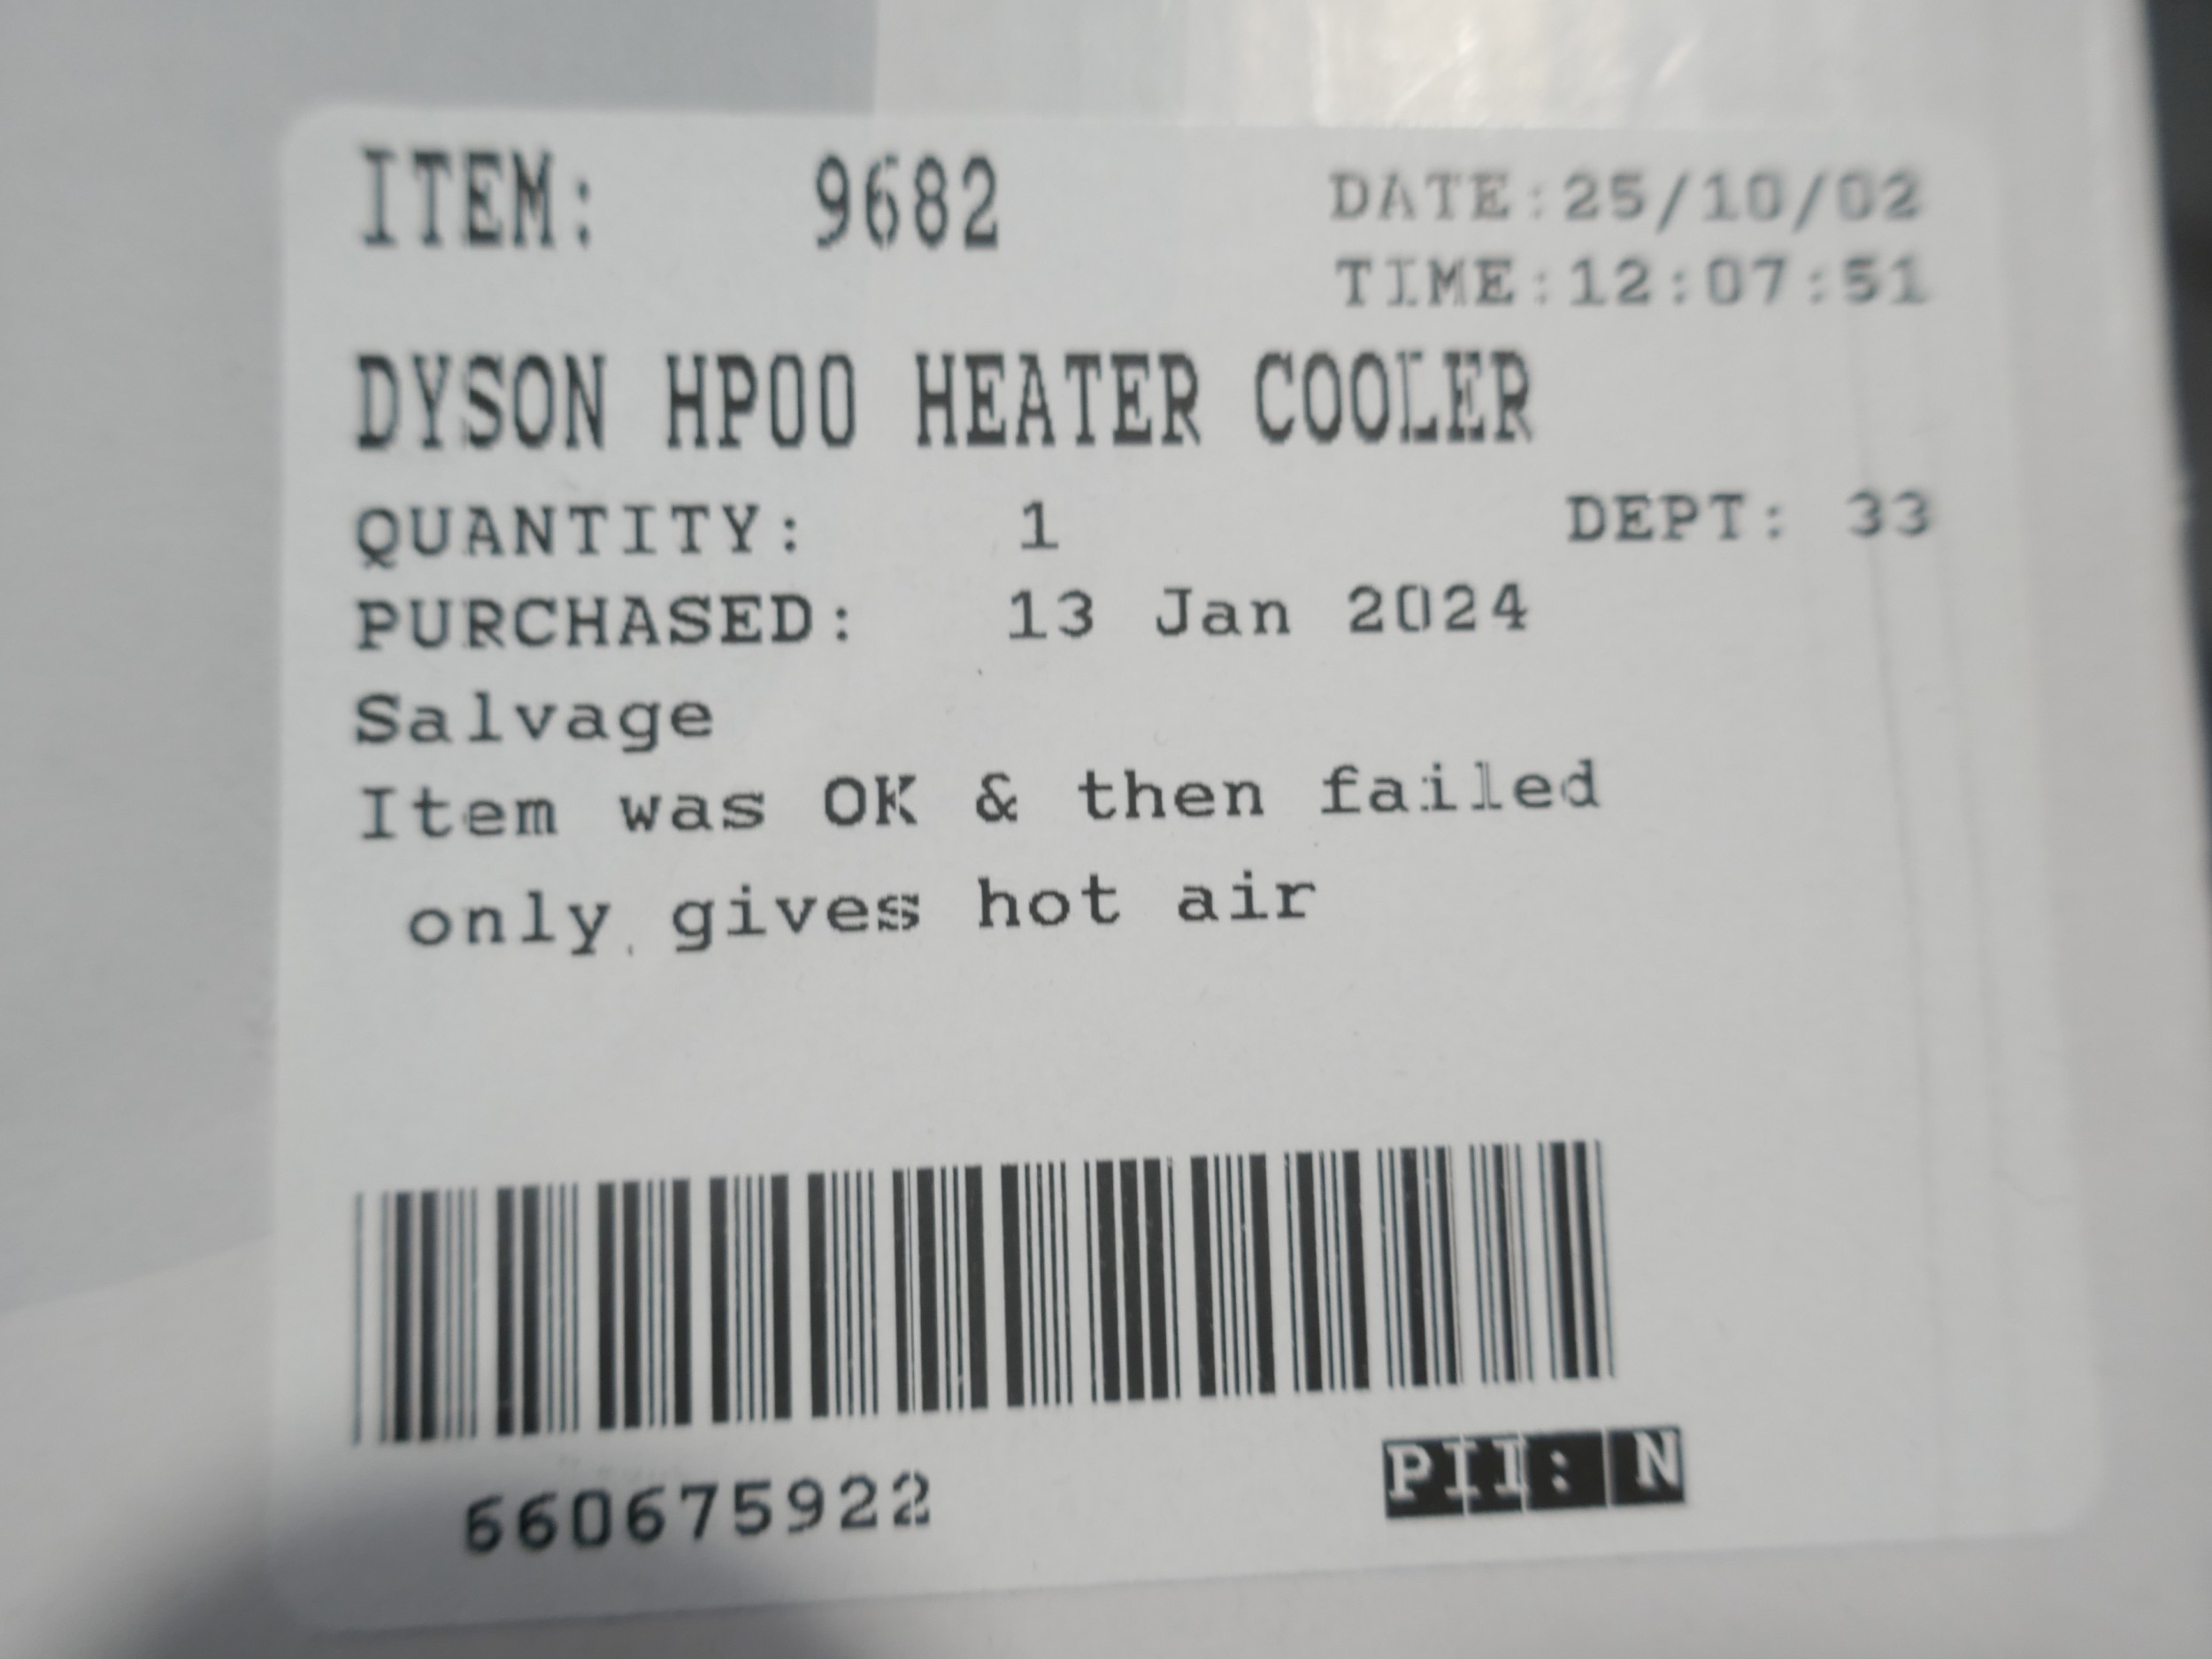 ITEM: 9682
DATE:25/10/02
TIME:12:07:51
DYSON HP00 HEATER COOLER
QUANTITY: 1 DEPT: 33
PURCHASED: 13 Jan 2024
Salvage
Item was OK & then failed
only gives hot air
660675922
PII: N